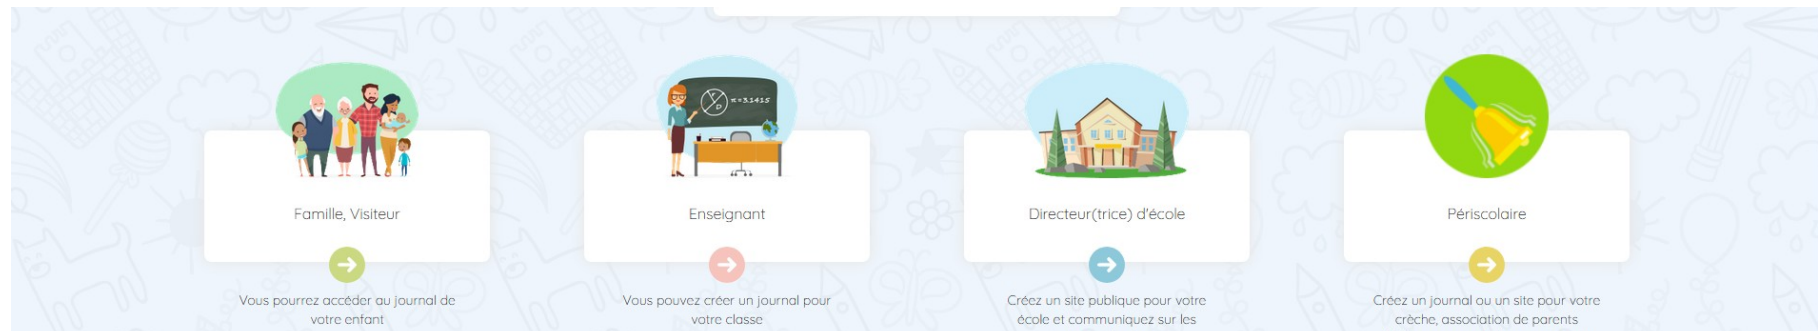 π=3.1415
Famille, Visiteur
Enseignant
Directeur(trice) d'école
Périscolaire
Vous pourrez accéder au journal de
votre enfant
Vous pouvez créer un journal pour
votre classe
Créez un site publique pour votre
école et communiquez sur les
Créez un journal ou un site pour votre
crèche, association de parents